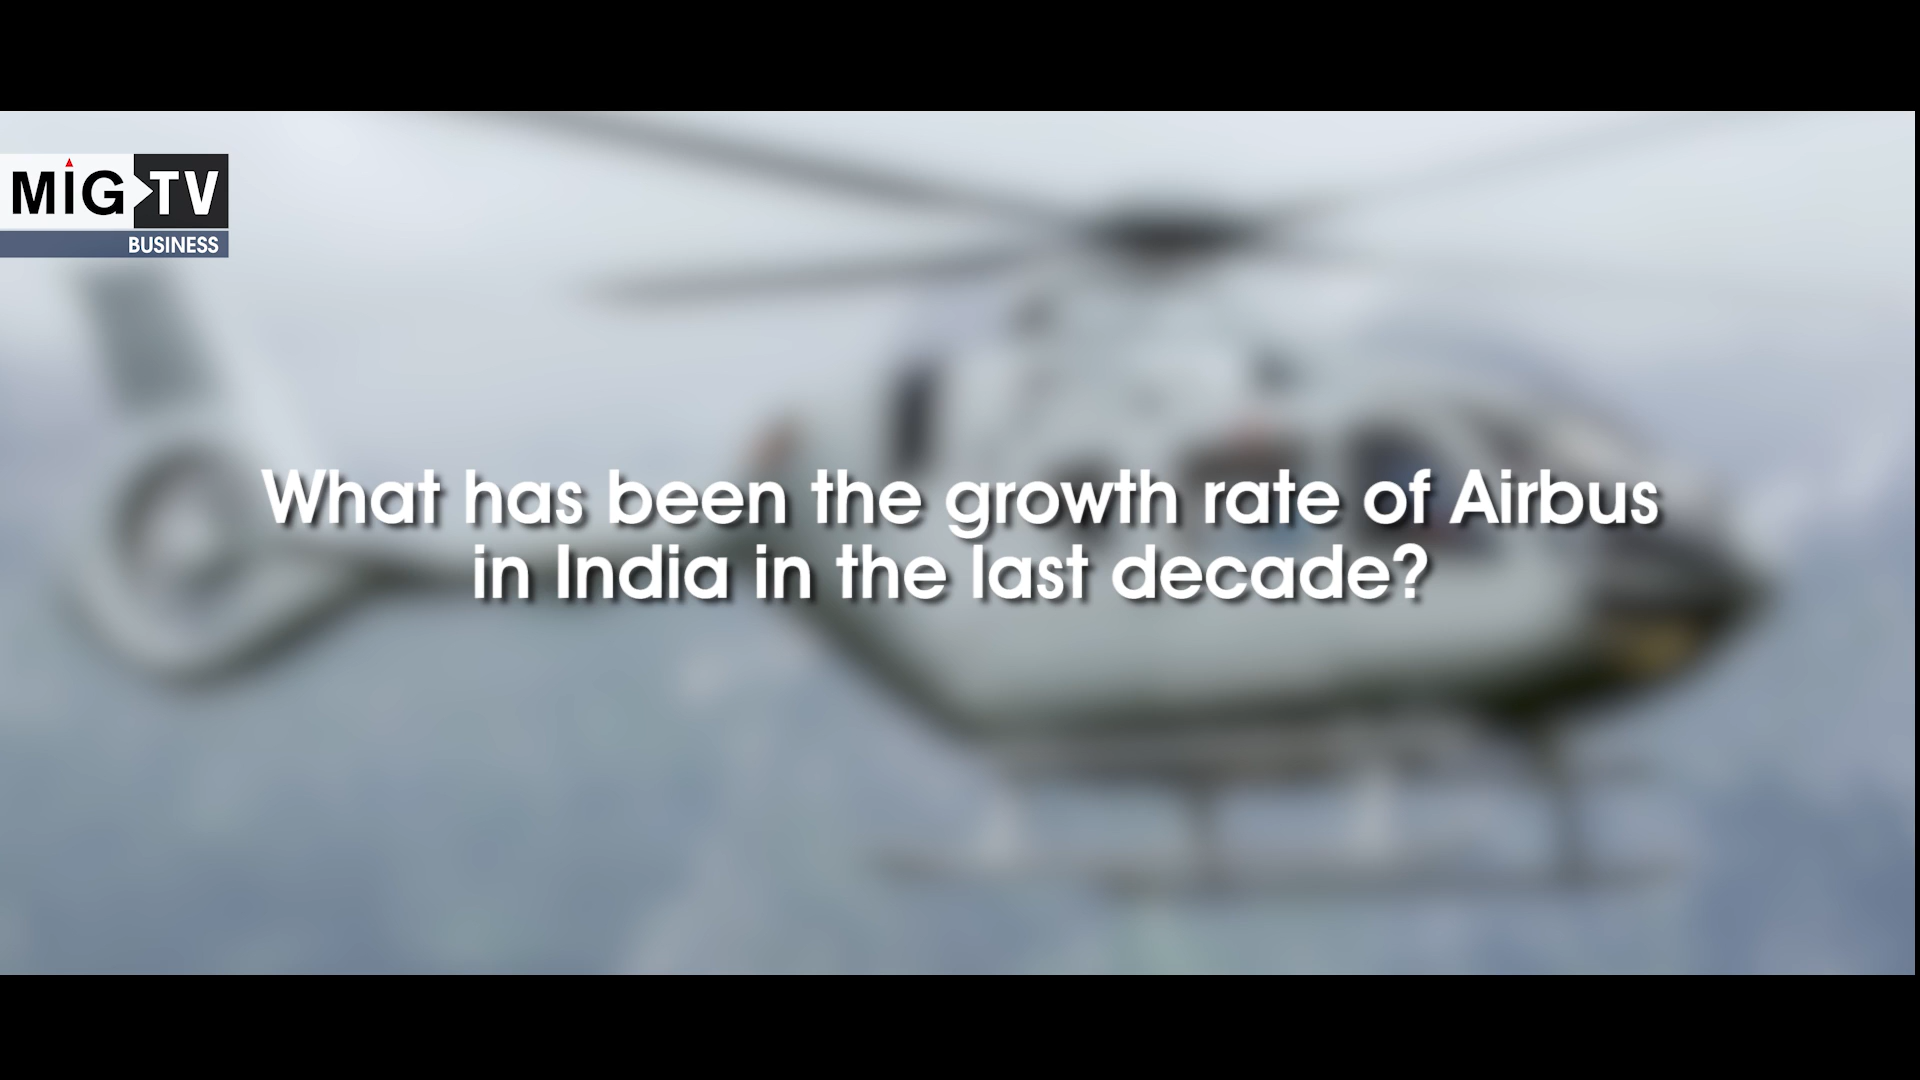 MIG TV
BUSINESS
What has been the growth rate of Airbus
in India in the last decade?